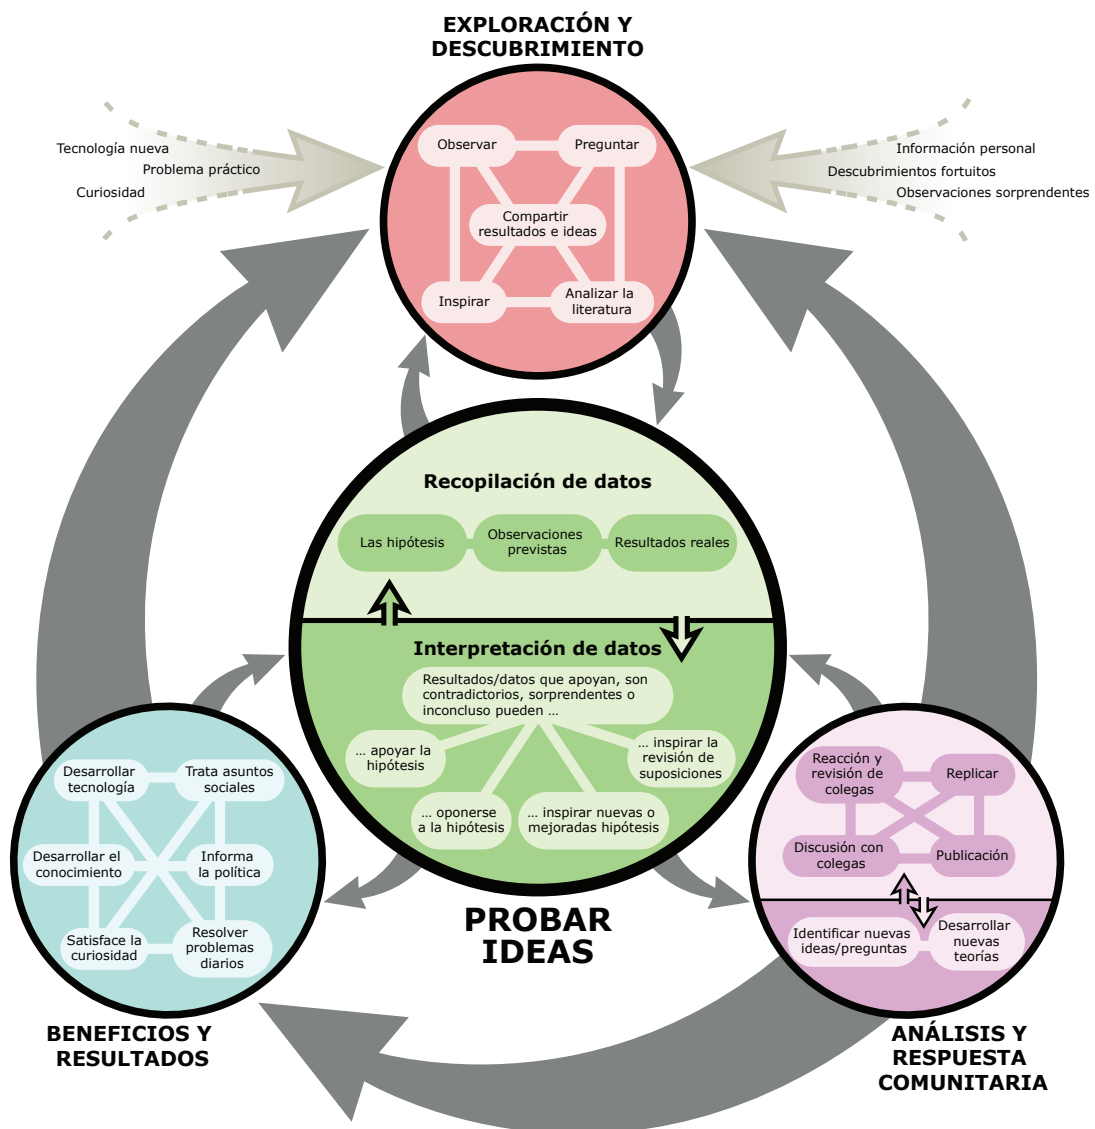 EXPLORACIÓN Y
DESCUBRIMIENTO
Tecnología nueva
Problema práctico
Curiosidad
Información personal
Descubrimientos fortuitos
Observaciones sorprendentes
Observar
Preguntar
Compartir
resultados e ideas
Inspirar
Analizar la
literatura
Recopilación de datos
Las hipótesis
Observaciones
previstas
Resultados reales
Interpretación de datos
Resultados/datos que apoyan, son
contradictorios, sorprendentes o
inconcluso pueden ...
... apoyar la
hipótesis
... oponerse
a la hipótesis
... inspirar nuevas o
mejoradas hipótesis
... inspirar la
revisión de
suposiciones
PROBAR
IDEAS
Desarrollar
tecnología
Trata asuntos
sociales
Desarrollar el
conocimiento
Informa
la política
Satisface la
curiosidad
Resolver
problemas
diarios
BENEFICIOS Y
RESULTADOS
Reacción y
revisión de
colegas
Replicar
Discusión con
colegas
Publicación
Identificar nuevas
ideas/preguntas
Desarrollar
nuevas
teorías
ANÁLISIS Y
RESPUESTA
COMUNITARIA